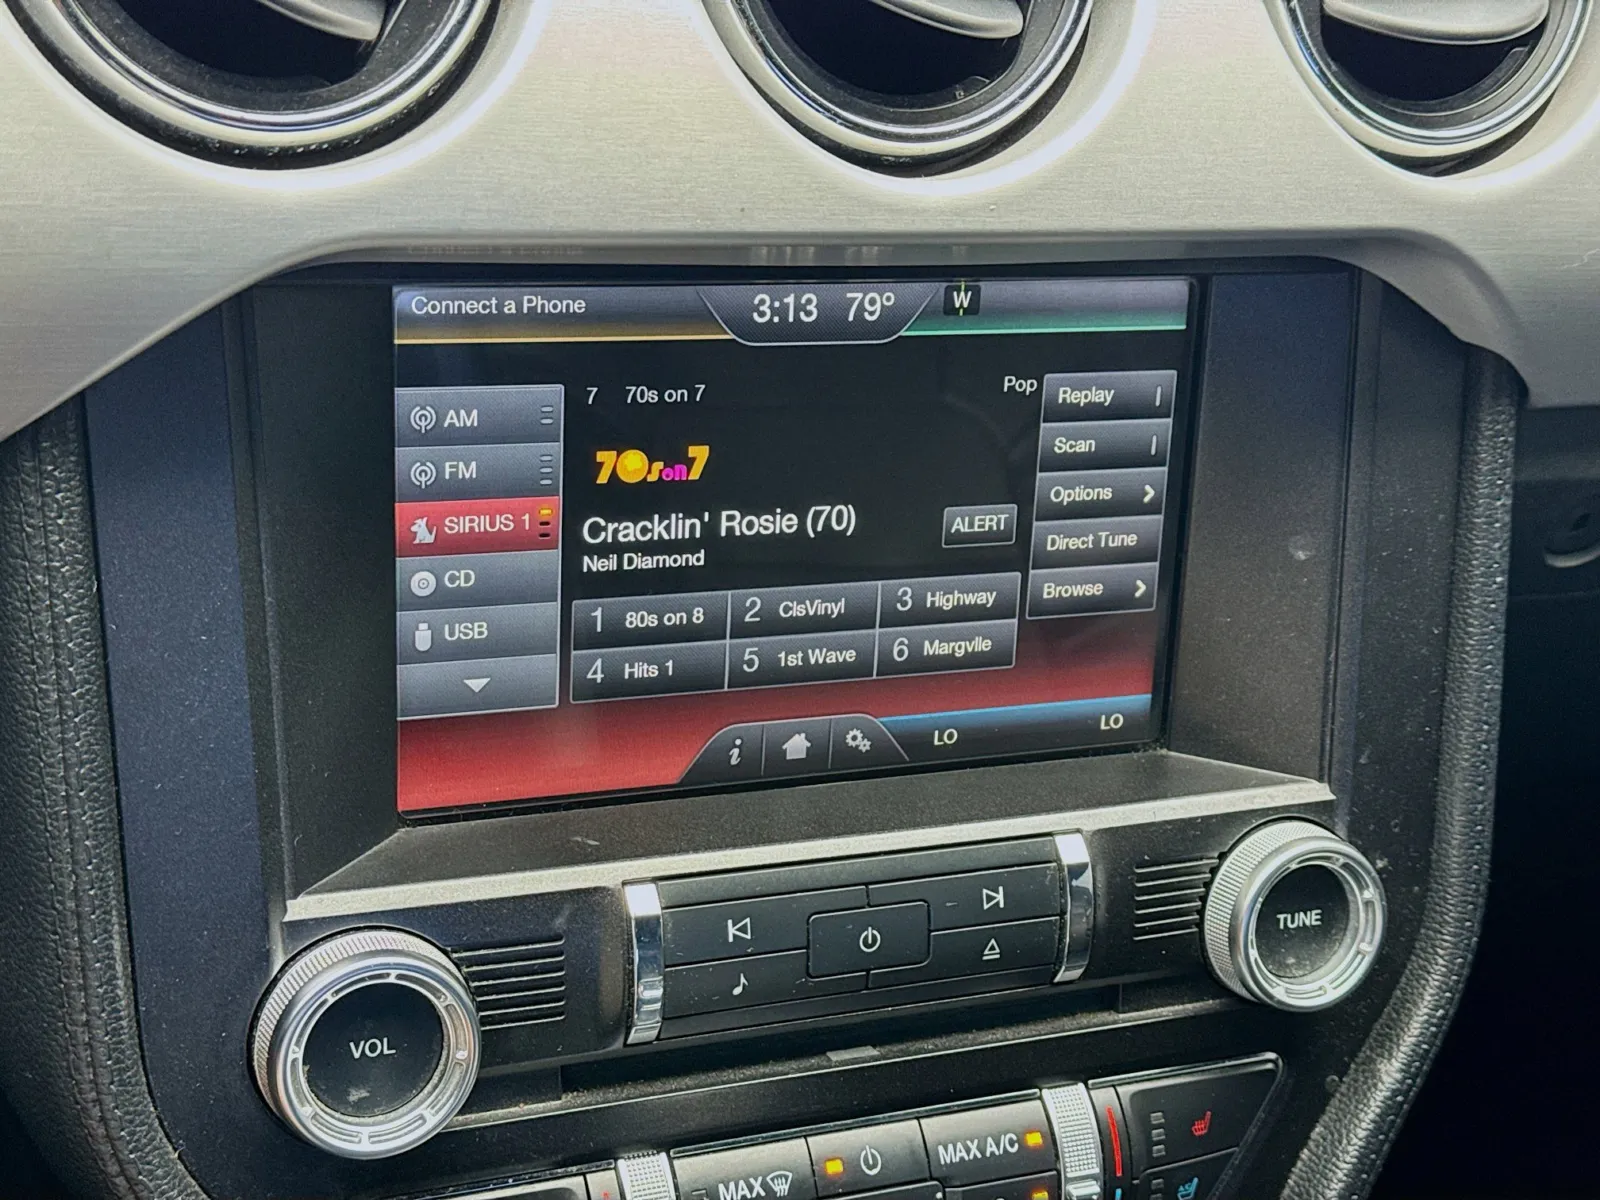 Connect a Phone
3:13 79° W
7 70s on 7
Pop
Replay
AM
Scan
FM
70s on 7
Options
SIRIUS 1
Cracklin' Rosie (70)
ALERT
Direct Tune
Neil Diamond
CD
1 80s on 8
2 ClsVinyl
3 Highway
Browse
USB
4 Hits 1
5 1st Wave
6 Margvlle
i
LO
LO
TUNE
VOL
MAX A/C
MAX